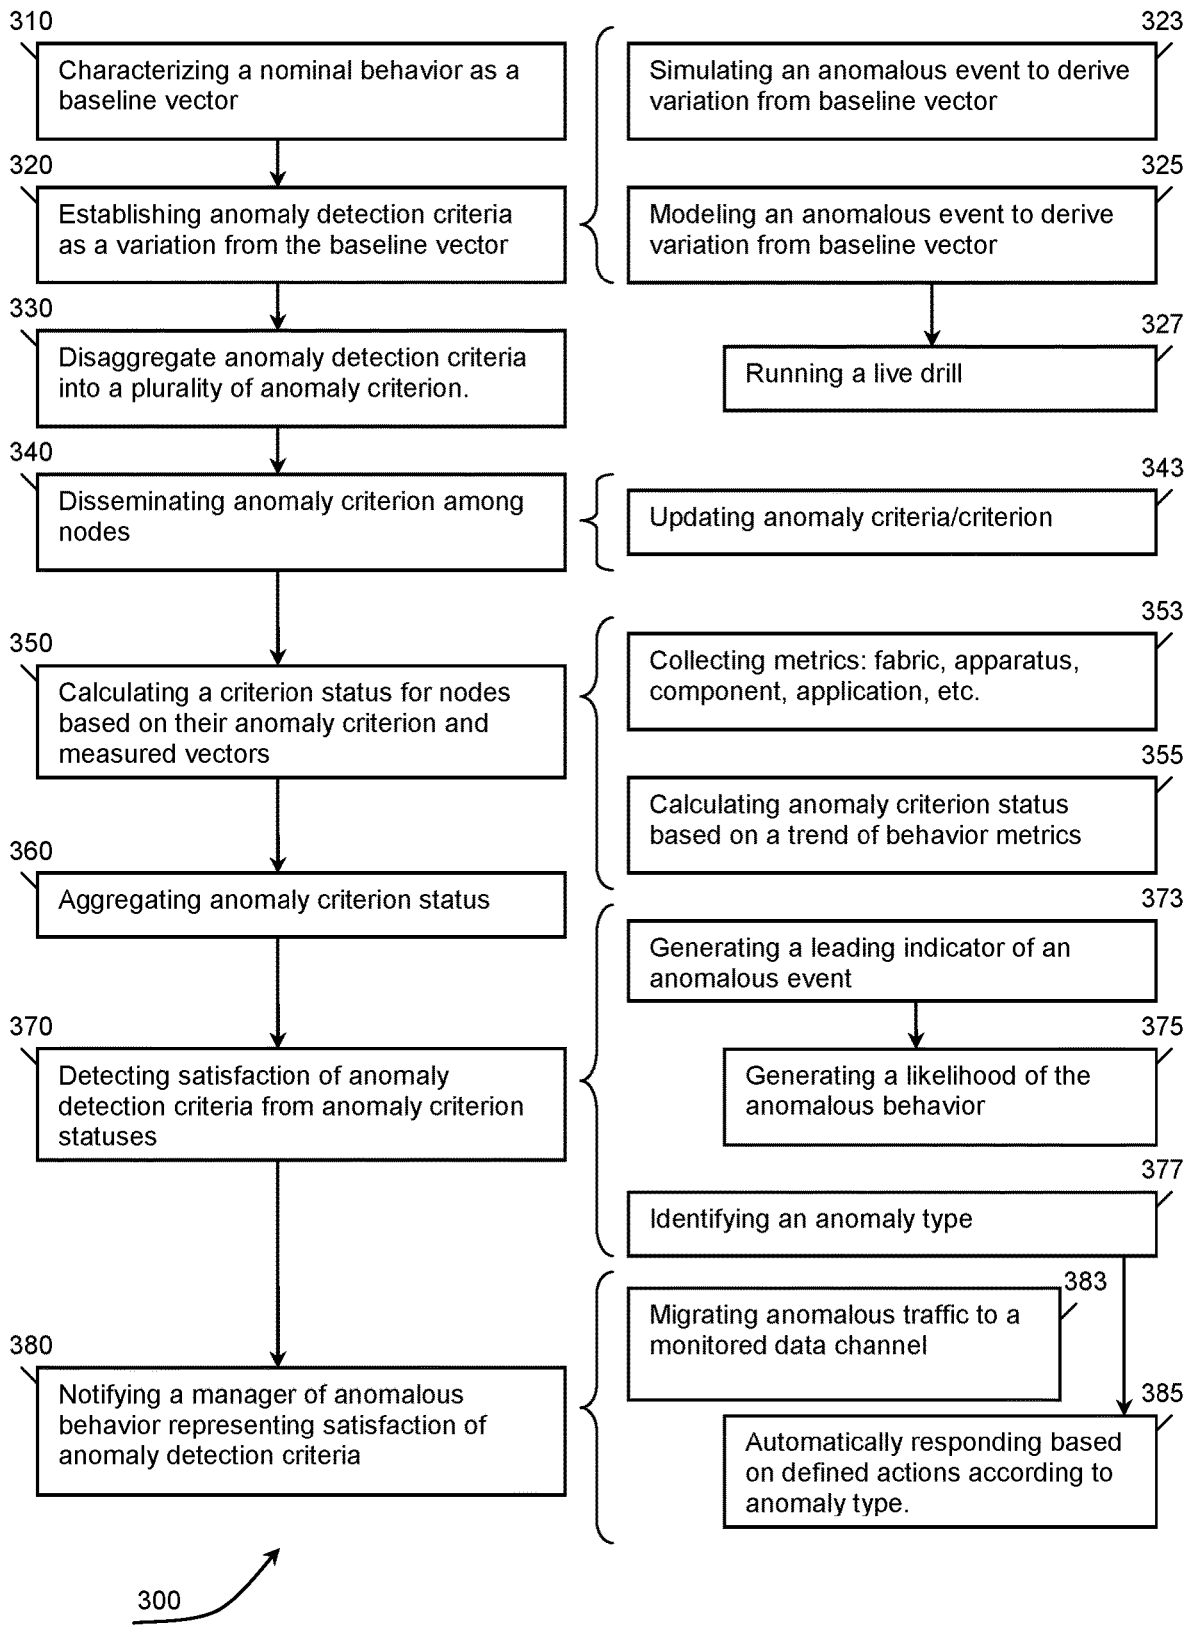 310
Characterizing a nominal behavior as a
baseline vector
320
Establishing anomaly detection criteria
as a variation from the baseline vector
323
Simulating an anomalous event to derive
variation from baseline vector
325
Modeling an anomalous event to derive
variation from baseline vector
327
Running a live drill
330
Disaggregate anomaly detection criteria
into a plurality of anomaly criterion.
340
Disseminating anomaly criterion among
nodes
343
Updating anomaly criteria/criterion
350
Calculating a criterion status for nodes
based on their anomaly criterion and
measured vectors
353
Collecting metrics: fabric, apparatus,
component, application, etc.
355
Calculating anomaly criterion status
based on a trend of behavior metrics
360
Aggregating anomaly criterion status
370
Detecting satisfaction of anomaly
detection criteria from anomaly criterion
statuses
373
Generating a leading indicator of an
anomalous event
375
Generating a likelihood of the
anomalous behavior
377
Identifying an anomaly type
380
Notifying a manager of anomalous
behavior representing satisfaction of
anomaly detection criteria
383
Migrating anomalous traffic to a
monitored data channel
385
Automatically responding based
on defined actions according to
anomaly type.
300